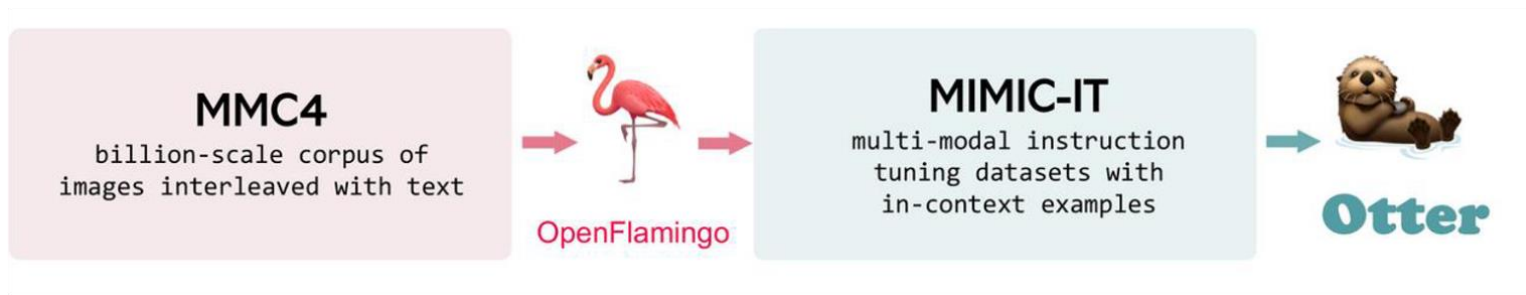 MMC4
billion-scale corpus of
images interleaved with text
OpenFlamingo
MIMIC-IT
multi-modal instruction
tuning datasets with
in-context examples
Otter